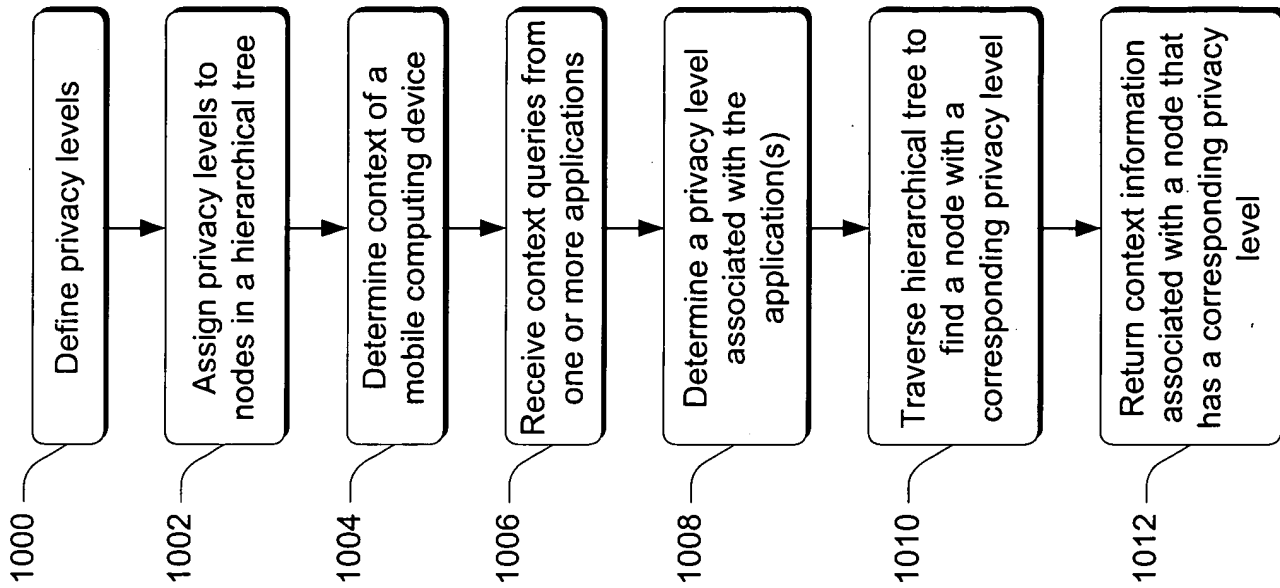 1000
Define privacy levels
1002
Assign privacy levels to
nodes in a hierarchical tree
1004
Determine context of a
mobile computing device
1006
Receive context queries from
one or more applications
1008
Determine a privacy level
associated with the
application(s)
1010
Traverse hierarchical tree to
find a node with a
corresponding privacy level
1012
Return context information
associated with a node that
has a corresponding privacy
level